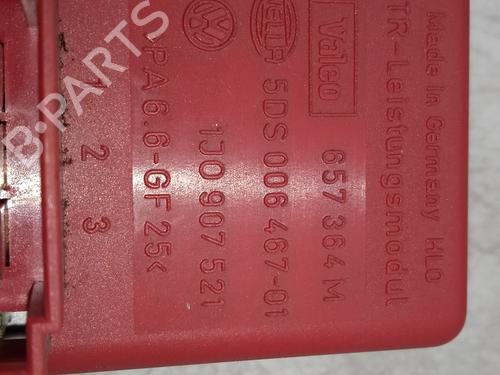 Made in Germany HLO
TR-Leistungsmodul
Valeo 657 364 M
HELLA 5DS 006 467-01
VW 1J0 907 521
>PA 6.6-GF 25<
1 2 3
B-PARTS